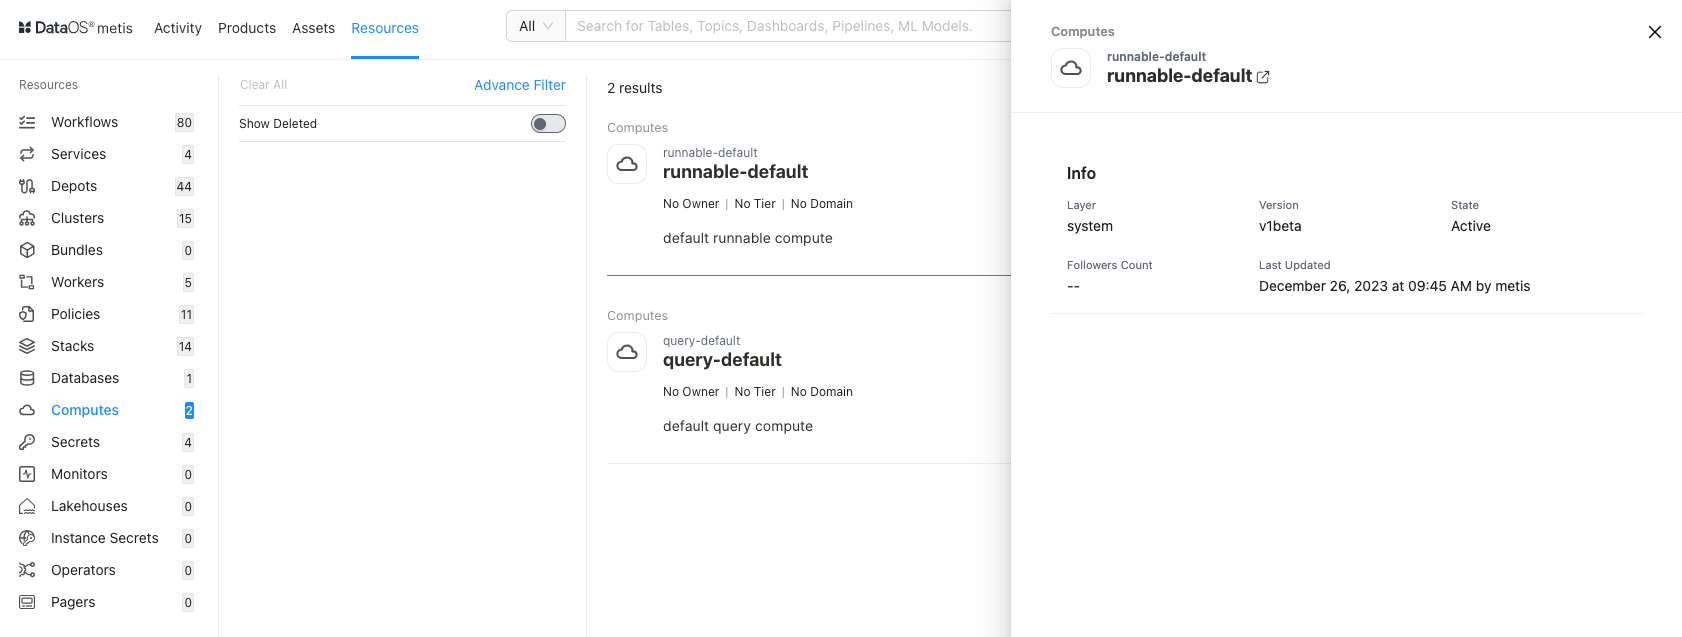 DataOS® metis
Activity
Products
Assets
Resources
All
Search for Tables, Topics, Dashboards, Pipelines, ML Models.
Resources
Workflows 80
Services 4
Depots 44
Clusters 15
Bundles 0
Workers 5
Policies 11
Stacks 14
Databases 1
Computes 2
Secrets 4
Monitors 0
Lakehouses 0
Instance Secrets 0
Operators 0
Pagers 0
Clear All
Advance Filter
Show Deleted
2 results
Computes
runnable-default
runnable-default
No Owner | No Tier | No Domain
default runnable compute
Computes
query-default
query-default
No Owner | No Tier | No Domain
default query compute
Computes
runnable-default
runnable-default
Info
Layer
system
Version
v1beta
State
Active
Followers Count
--
Last Updated
December 26, 2023 at 09:45 AM by metis